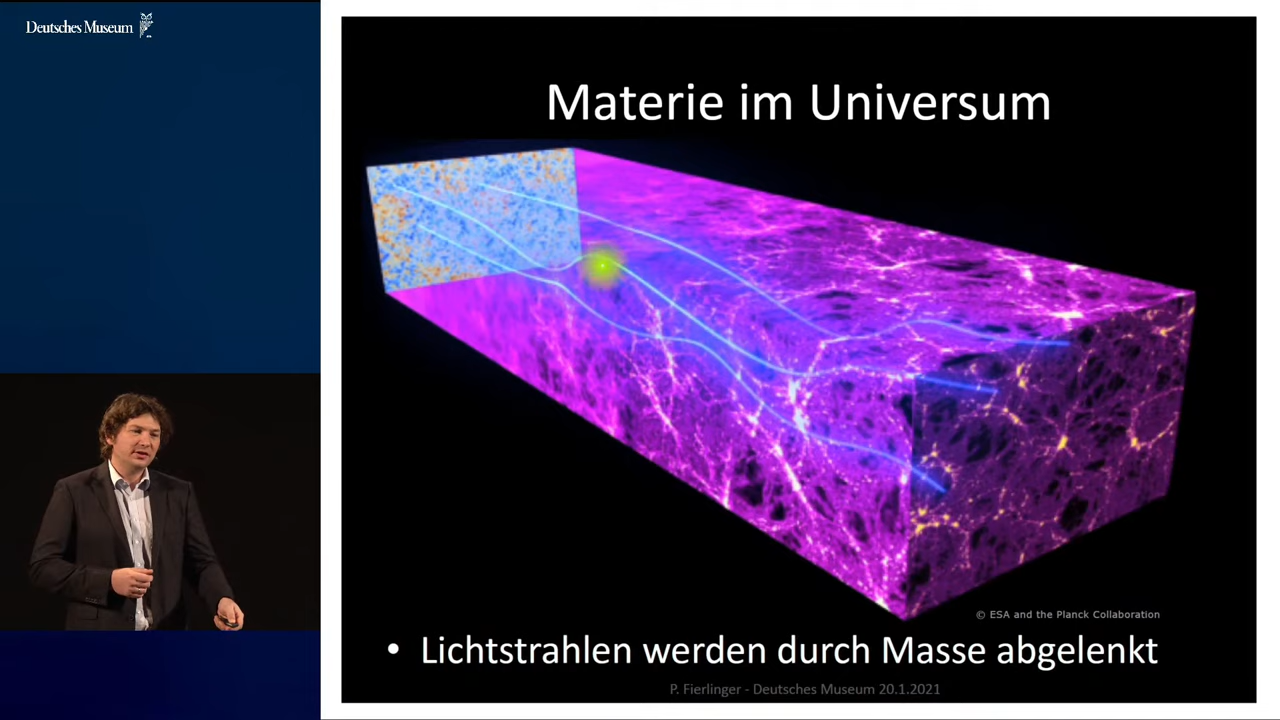 Deutsches Museum
Materie im Universum
© ESA and the Planck Collaboration
• Lichtstrahlen werden durch Masse abgelenkt
P. Fierlinger - Deutsches Museum 20.1.2021